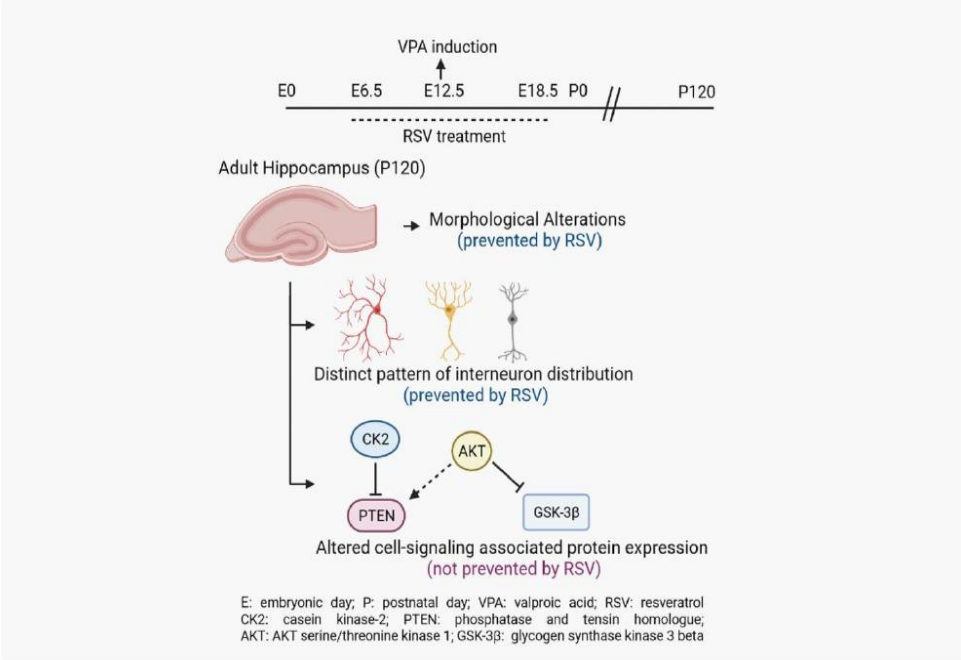 VPA induction
E0 E6.5 E12.5 E18.5 P0 P120
RSV treatment
Adult Hippocampus (P120)
Morphological Alterations
(prevented by RSV)
Distinct pattern of interneuron distribution
(prevented by RSV)
CK2
AKT
PTEN
GSK-3β
Altered cell-signaling associated protein expression
(not prevented by RSV)
E: embryonic day; P: postnatal day; VPA: valproic acid; RSV: resveratrol
CK2: casein kinase-2; PTEN: phosphatase and tensin homologue;
AKT: AKT serine/threonine kinase 1; GSK-3β: glycogen synthase kinase 3 beta